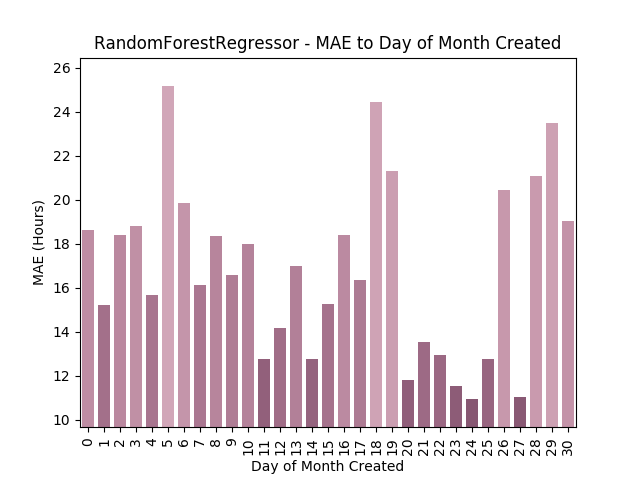 RandomForestRegressor - MAE to Day of Month Created
26
24
22
20
18
16
14
12
10
MAE (Hours)
0 1 2 3 4 5 6 7 8 9 10 11 12 13 14 15 16 17 18 19 20 21 22 23 24 25 26 27 28 29 30
Day of Month Created